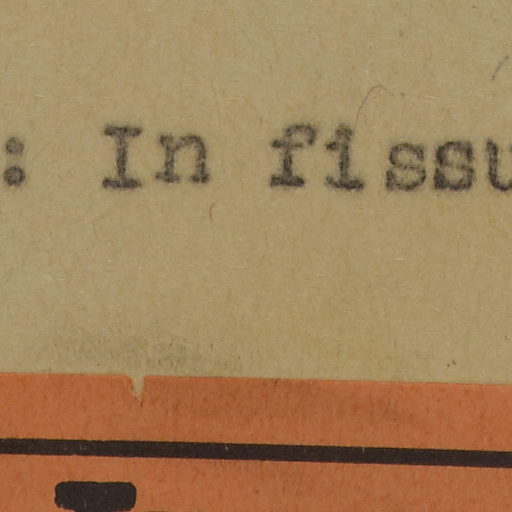 : In fissu